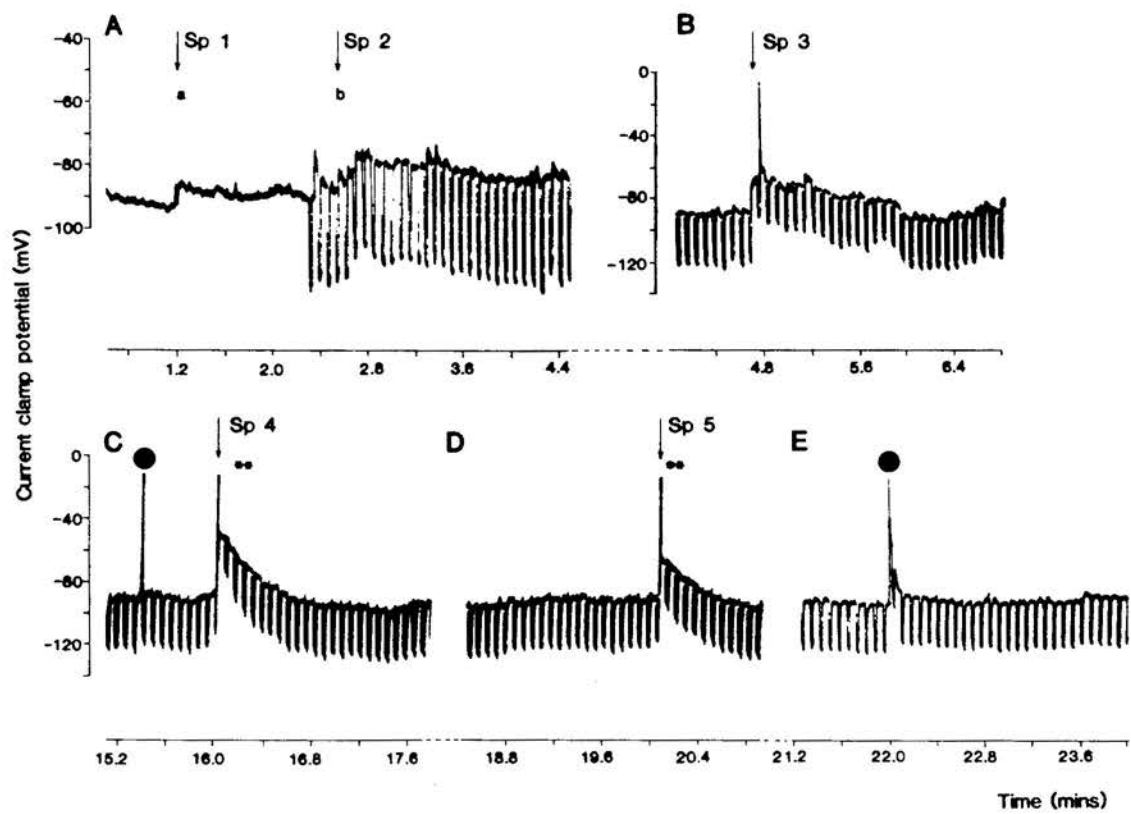 A
B
Sp 1
Sp 2
Sp 3
a
b
-40
-60
-80
-100
0
-40
-80
-120
1.2
2.0
2.8
3.6
4.4
4.8
5.6
6.4
Current clamp potential (mV)
C
Sp 4
D
Sp 5
E
0
-40
-80
-120
15.2
16.0
16.8
17.6
18.8
19.6
20.4
21.2
22.0
22.8
23.6
Time (mins)